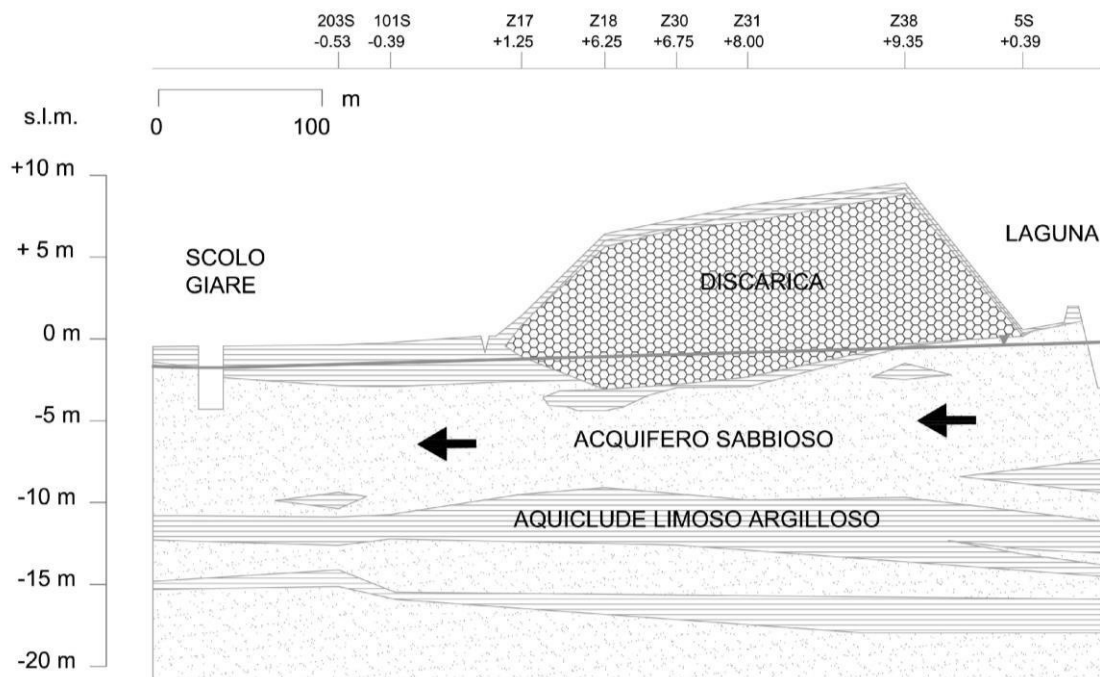 203S 101S Z17 Z18 Z30 Z31 Z38 5S
-0.53 -0.39 +1.25 +6.25 +6.75 +8.00 +9.35 +0.39
m
0 100
s.l.m.
+10 m
+ 5 m
0 m
-5 m
-10 m
-15 m
-20 m
SCOLO
GIARE
DISCARICA
LAGUNA
ACQUIFERO SABBIOSO
AQUICLUDE LIMOSO ARGILLOSO